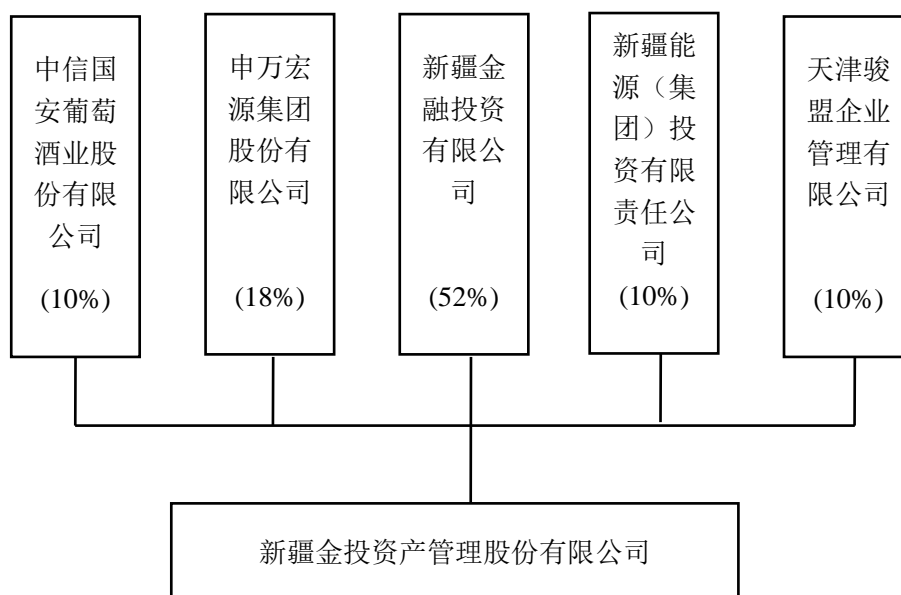 中信国
安葡萄
酒业股
份有限
公司
(10%)
申万宏
源集团
股份有
限公司
(18%)
新疆金
融投资
有限公
司
(52%)
新疆能
源（集
团）投
资有限
责任公
司
(10%)
天津骏
盟企业
管理有
限公司
(10%)
新疆金投资产管理股份有限公司